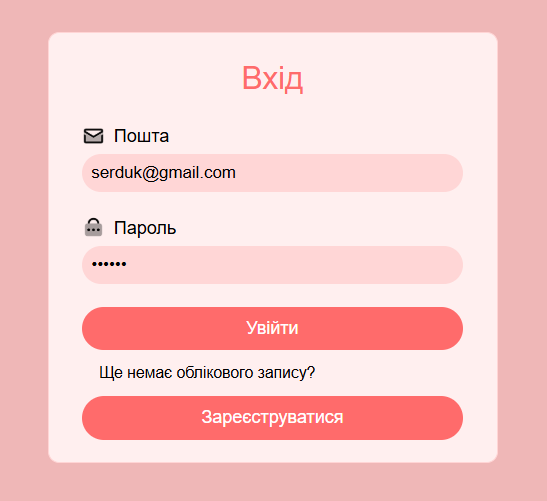 Вхід
Пошта
serduk@gmail.com
Пароль
••••••
Увійти
Ще немає облікового запису?
Зареєструватися